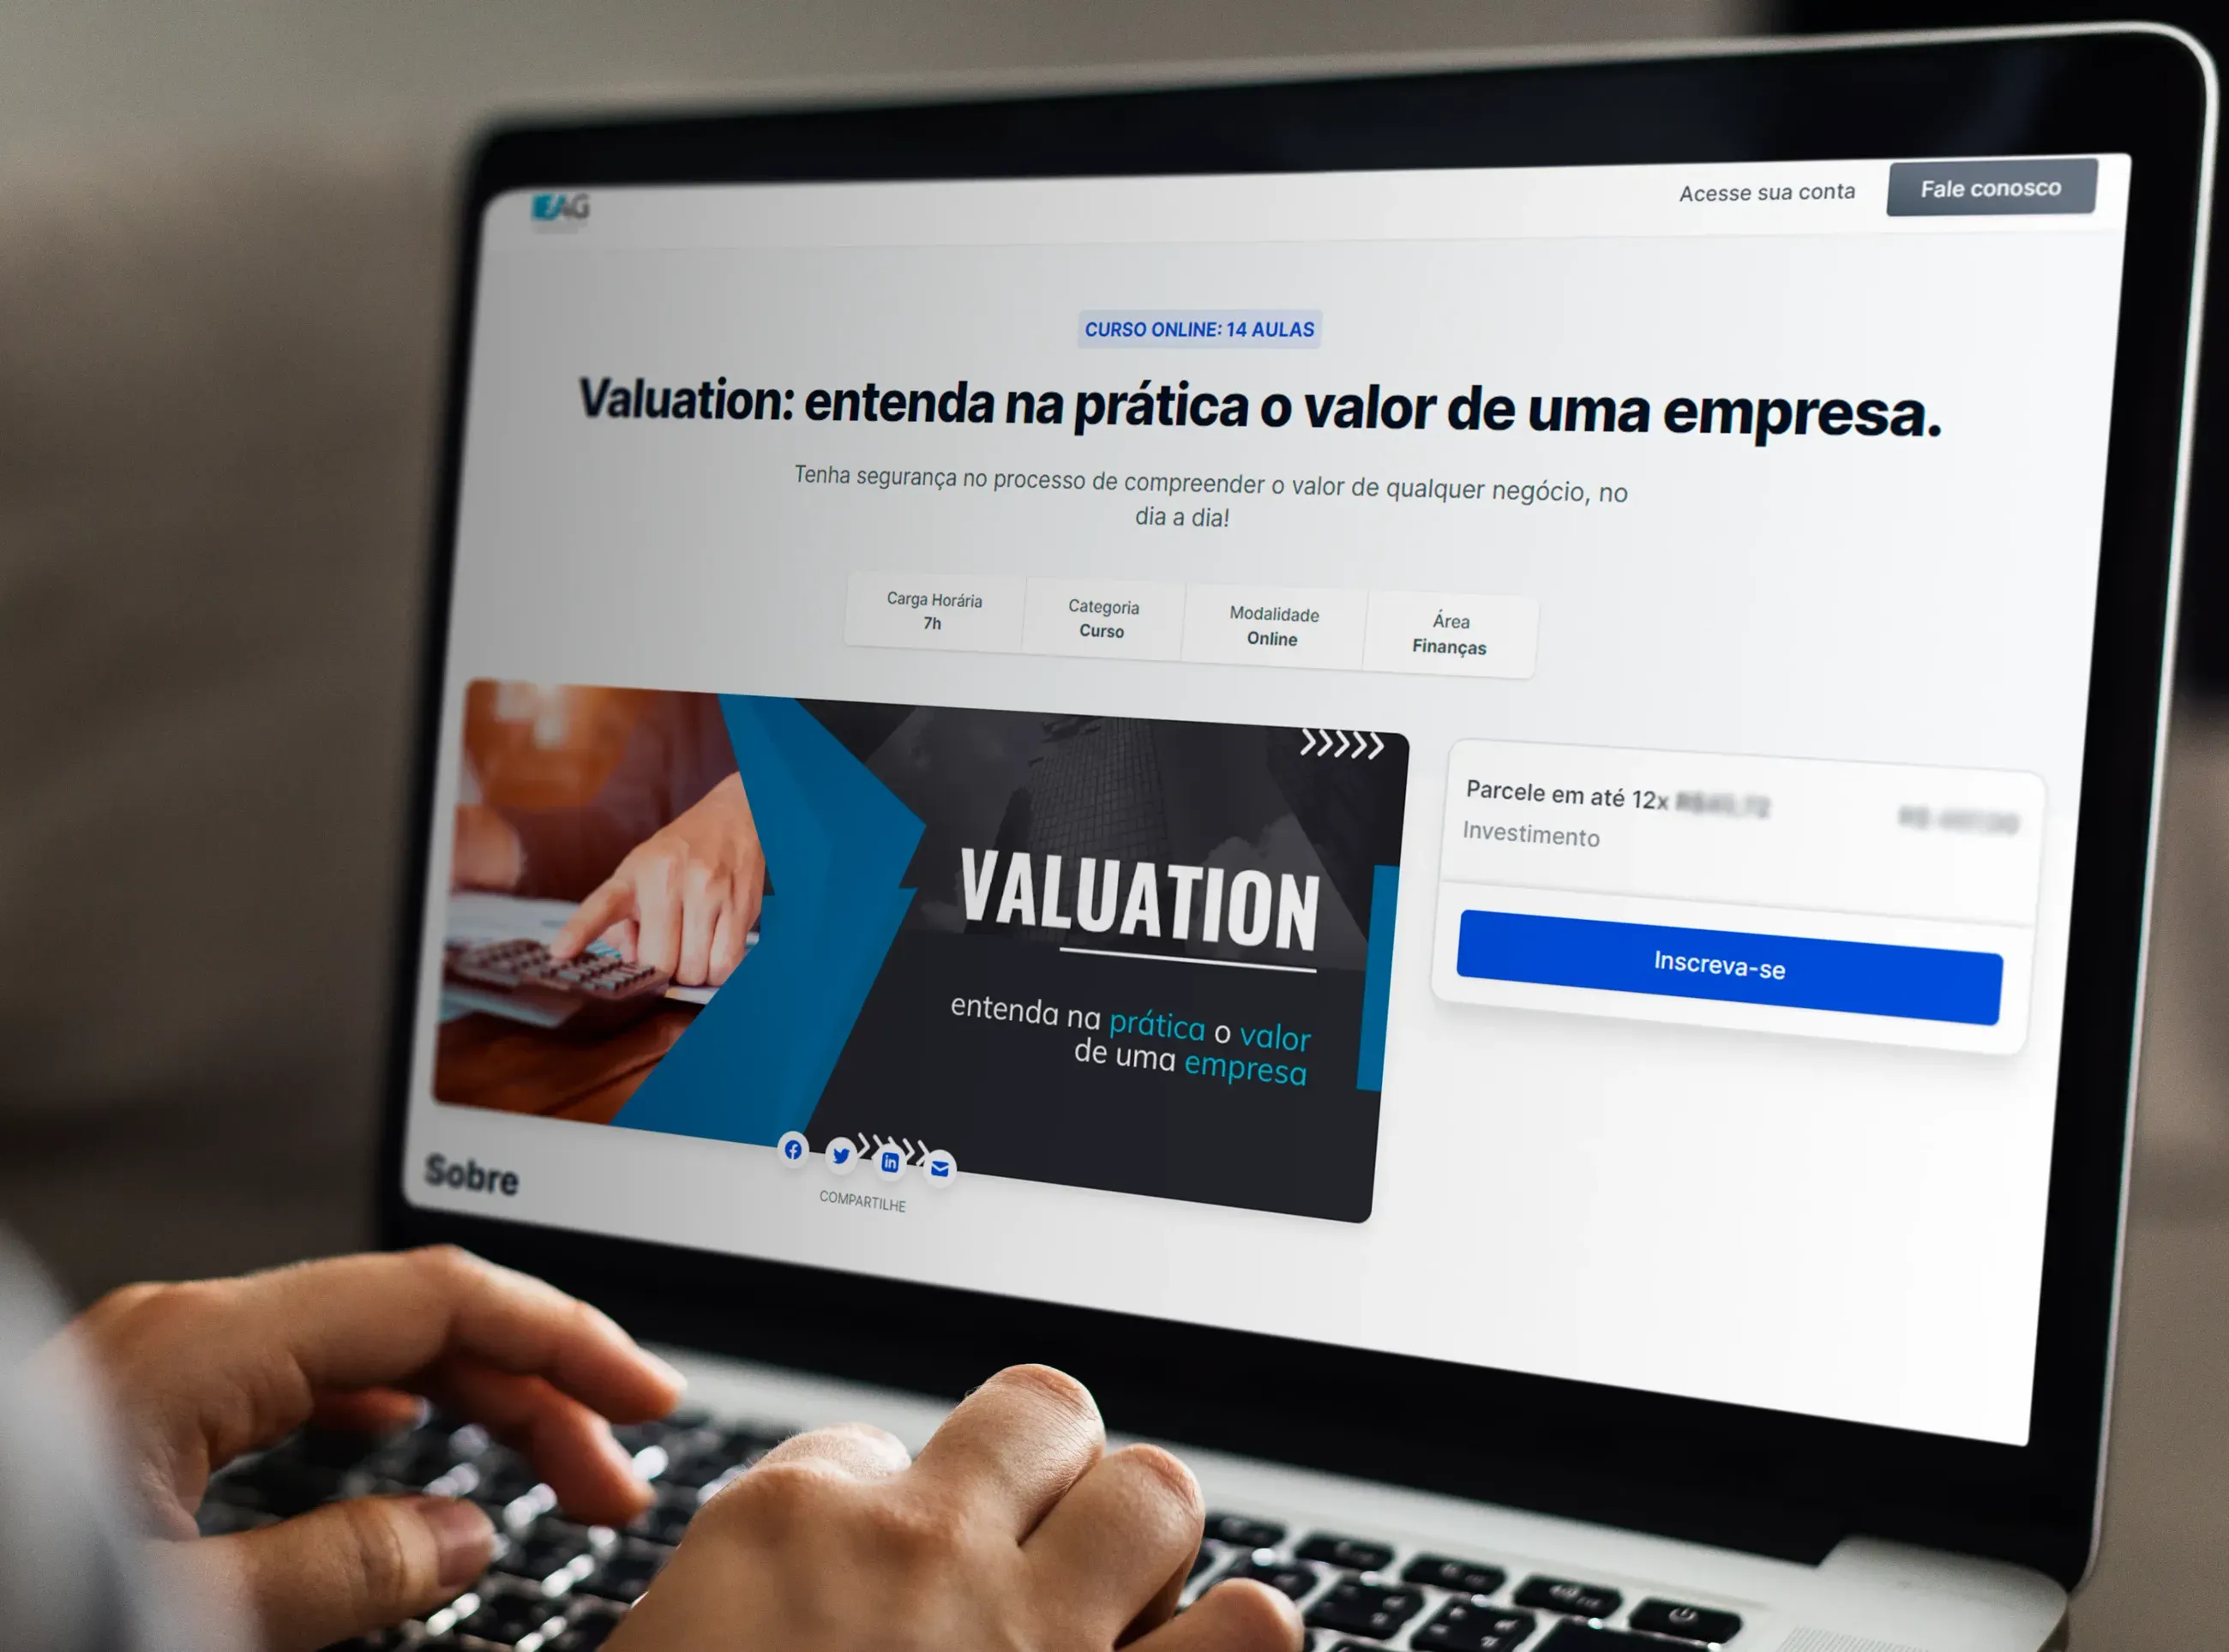 EAG
Acesse sua conta
Fale conosco
CURSO ONLINE: 14 AULAS
Valuation: entenda na prática o valor de uma empresa.
Tenha segurança no processo de compreender o valor de qualquer negócio, no
dia a dia!
Carga Horária
7h
Categoria
Curso
Modalidade
Online
Área
Finanças
VALUATION
entenda na prática o valor
de uma empresa
Parcele em até 12x
Investimento
Inscreva-se
COMPARTILHE
Sobre